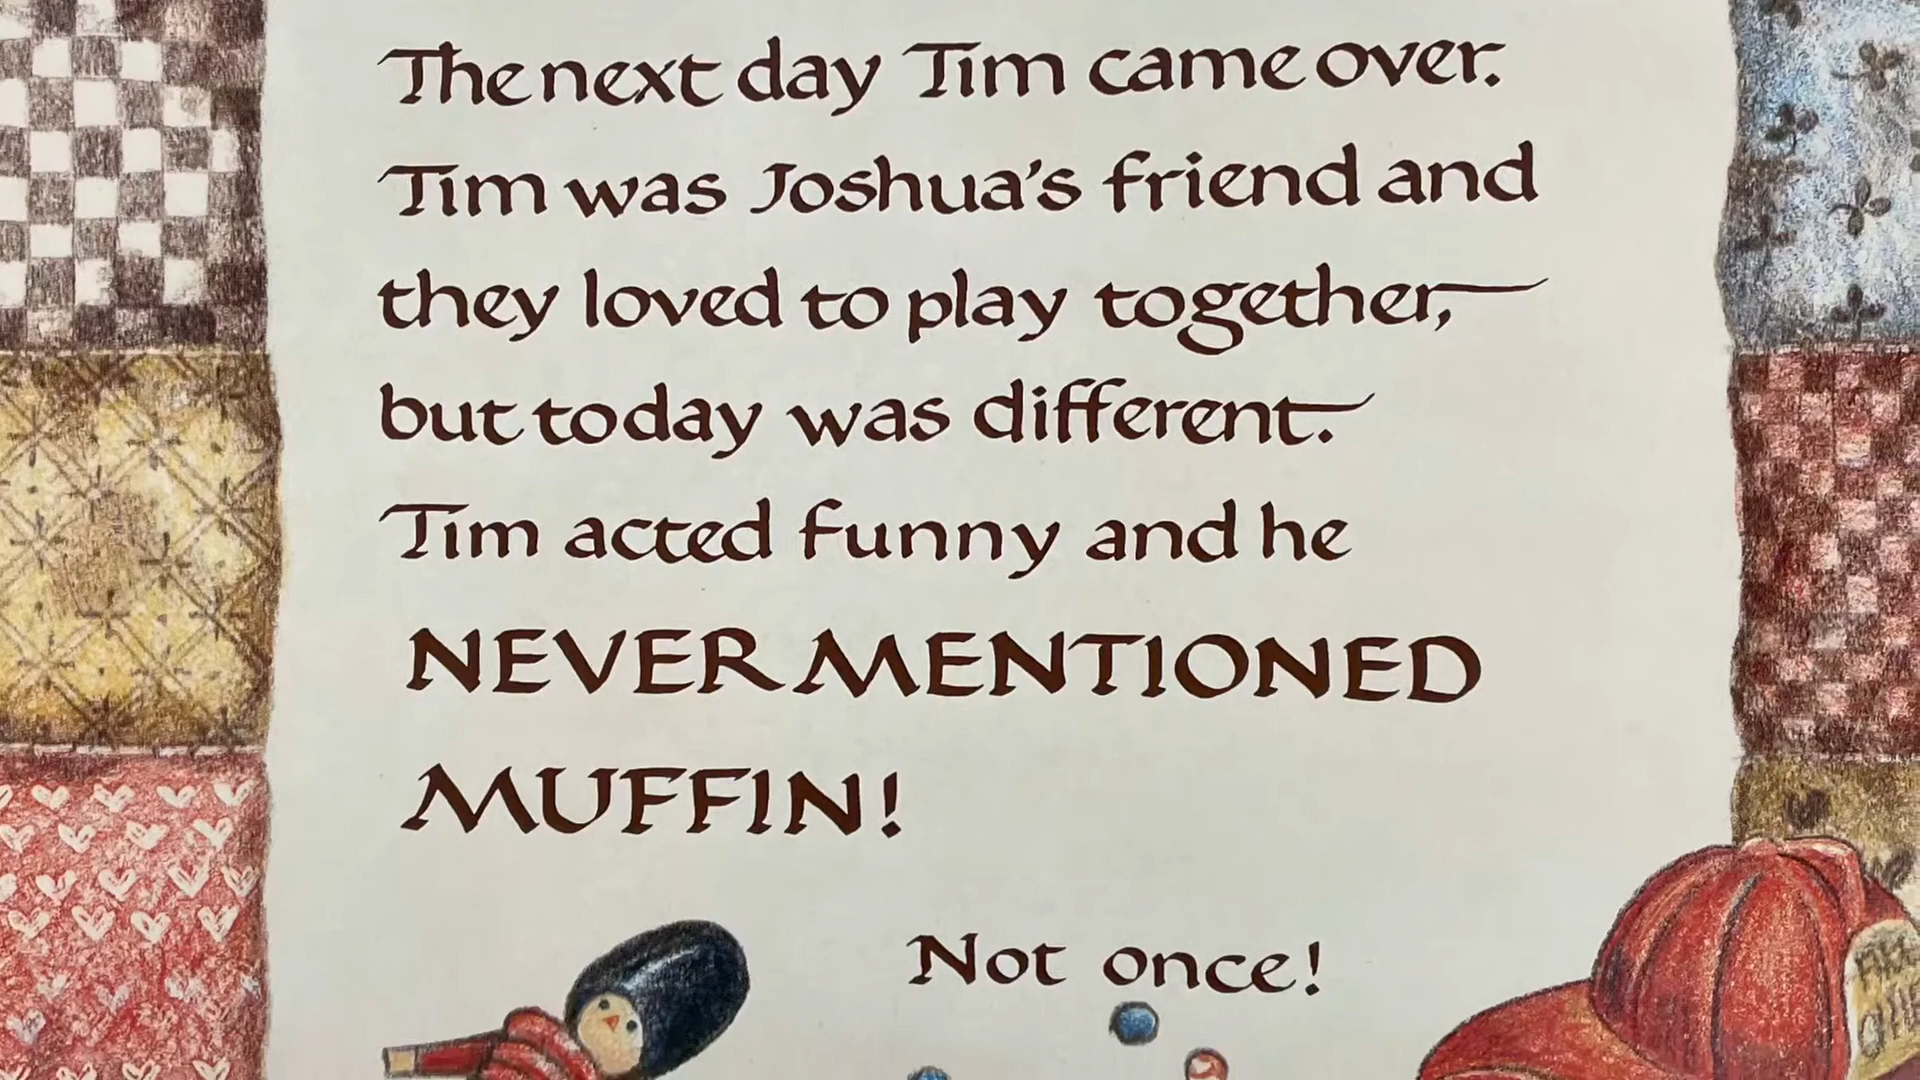 The next day Tim came over.
Tim was Joshua's friend and
they loved to play together,
but today was different.
Tim acted funny and he
NEVER MENTIONED
MUFFIN!
Not once!